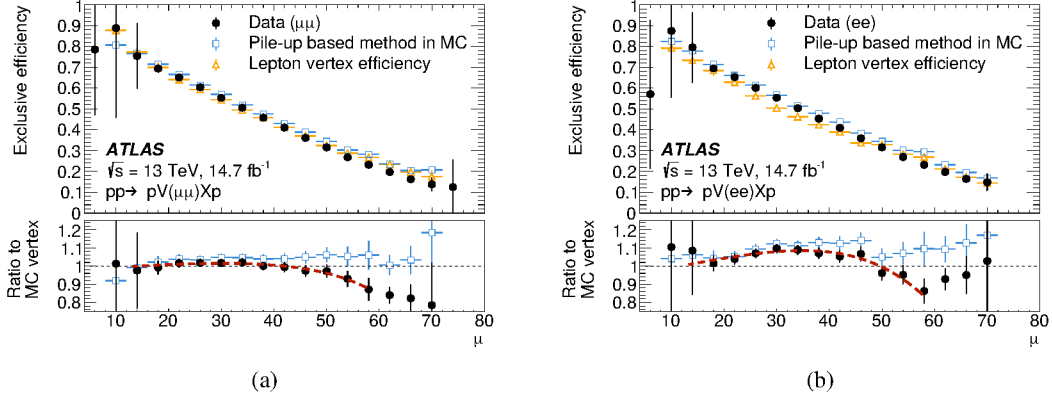 Exclusive efficiency
1
0.9
0.8
0.7
0.6
0.5
0.4
0.3
0.2
0.1
0
Data (μμ)
Pile-up based method in MC
Lepton vertex efficiency
ATLAS
√s = 13 TeV, 14.7 fb⁻¹
pp→ pV(μμ)Xp
Ratio to
MC vertex
1.2
1.1
1
0.9
0.8
10 20 30 40 50 60 70 80
μ
(a)
Exclusive efficiency
1
0.9
0.8
0.7
0.6
0.5
0.4
0.3
0.2
0.1
0
Data (ee)
Pile-up based method in MC
Lepton vertex efficiency
ATLAS
√s = 13 TeV, 14.7 fb⁻¹
pp→ pV(ee)Xp
Ratio to
MC vertex
1.2
1.1
1
0.9
0.8
10 20 30 40 50 60 70 80
μ
(b)